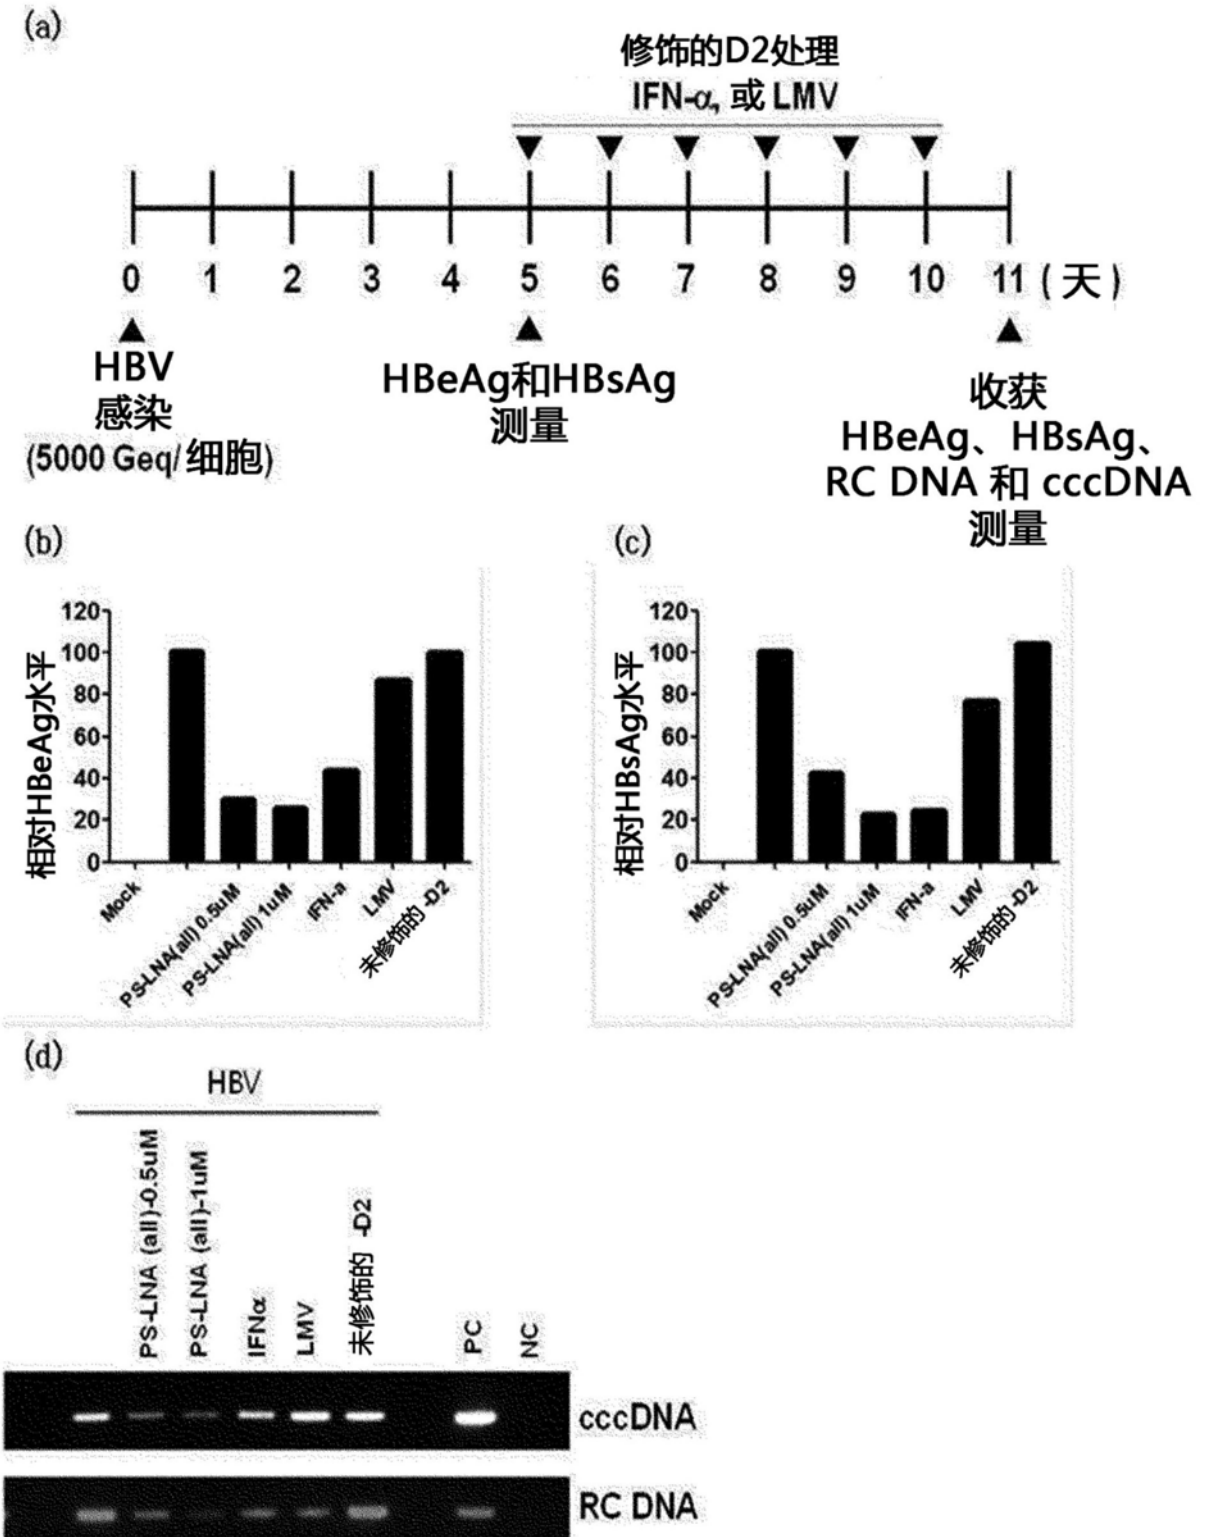 (a)
修饰的D2处理
IFN-α, 或 LMV
0 1 2 3 4 5 6 7 8 9 10 11 (天)
HBV
感染
(5000 Geq/细胞)
HBeAg和HBsAg
测量
收获
HBeAg、HBsAg、
RC DNA 和 cccDNA
测量
(b)
相对HBeAg水平
120
100
80
60
40
20
0
Mock
PS-LNA(all) 0.5uM
PS-LNA(all) 1uM
IFN-a
LMV
未修饰的 -D2
(c)
相对HBsAg水平
120
100
80
60
40
20
0
Mock
PS-LNA(all) 0.5uM
PS-LNA(all) 1uM
IFN-a
LMV
未修饰的 -D2
(d)
HBV
PS-LNA (all)-0.5uM
PS-LNA (all)-1uM
IFNα
LMV
未修饰的 -D2
PC
NC
cccDNA
RC DNA